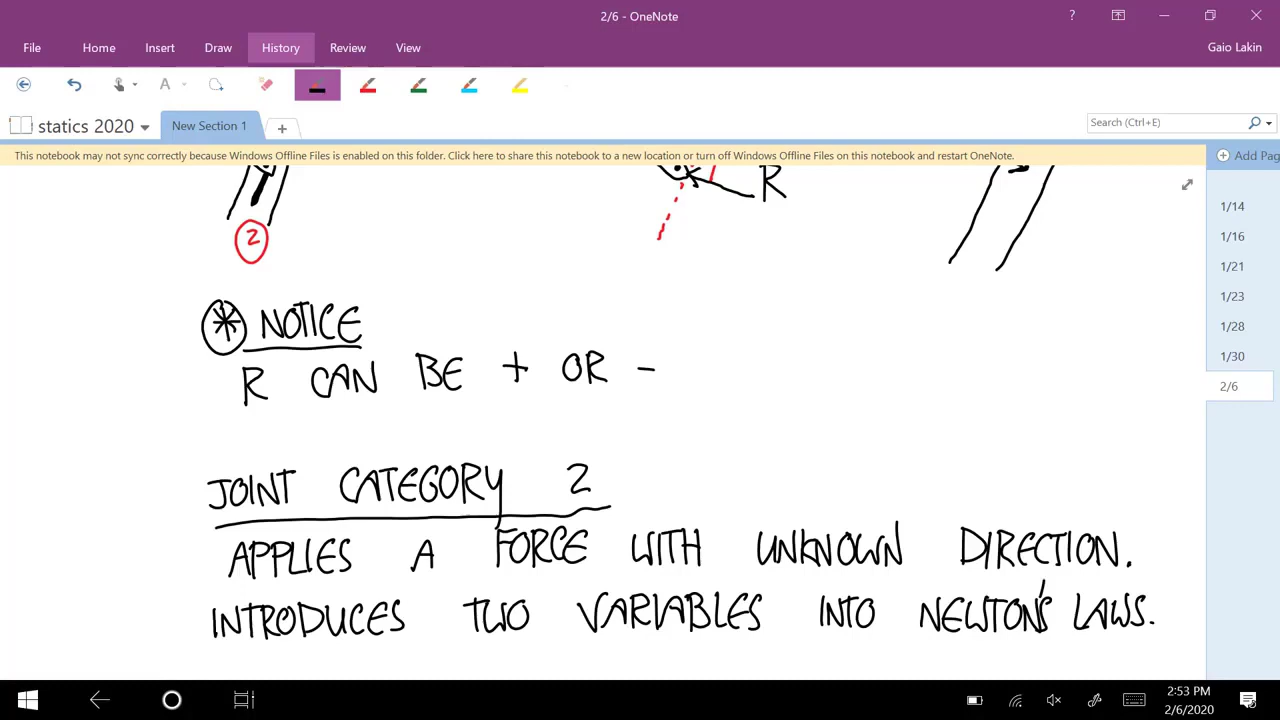 2/6 - OneNote
?
File Home Insert Draw History Review View
Gaio Lakin
A
statics 2020
New Section 1
+
Search (Ctrl+E)
This notebook may not sync correctly because Windows Offline Files is enabled on this folder. Click here to share this notebook to a new location or turn off Windows Offline Files on this notebook and restart OneNote.
Add Pag
1/14
1/16
1/21
1/23
1/28
1/30
2/6
R
2
* NOTICE
R CAN BE + OR -
JOINT CATEGORY 2
APPLIES A FORCE WITH UNKNOWN DIRECTION.
INTRODUCES TWO VARIABLES INTO NEWTON'S LAWS.
2:53 PM
2/6/2020